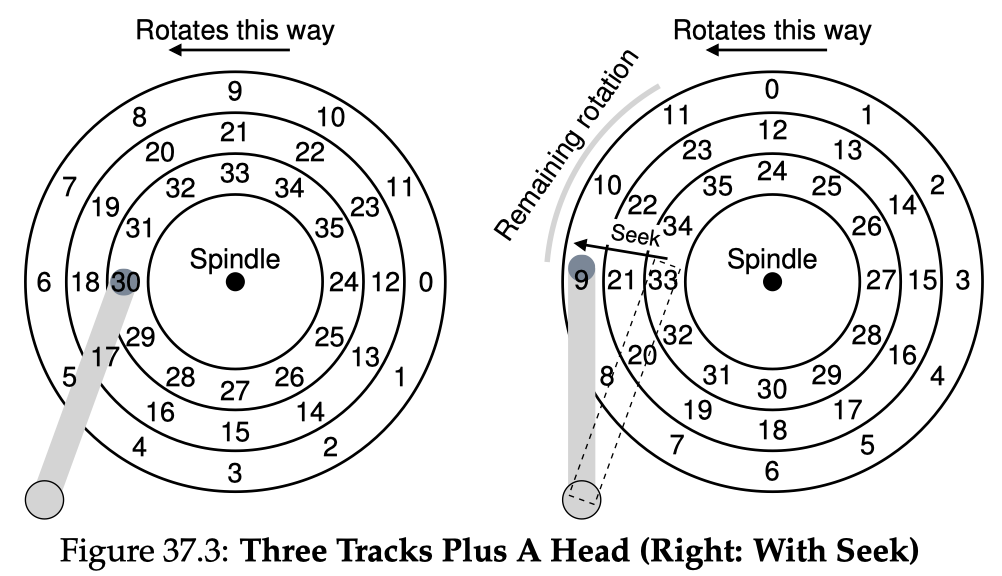 Rotates this way
9
8 10
21
20 22
7 33 11
32 34
19 23
31 35
Spindle
6 18 30 24 12 0
29 25
17 13
5 28 26 1
27
16 14
15
4 2
3
Rotates this way
Remaining rotation
0
11 1
12
23 13
24
10 35 25 2
22 14
34 26
Seek
Spindle
9 21 33 27 15 3
32 28
20 16
8 31 29 4
30
19 17
18
7 5
6
Figure 37.3: Three Tracks Plus A Head (Right: With Seek)